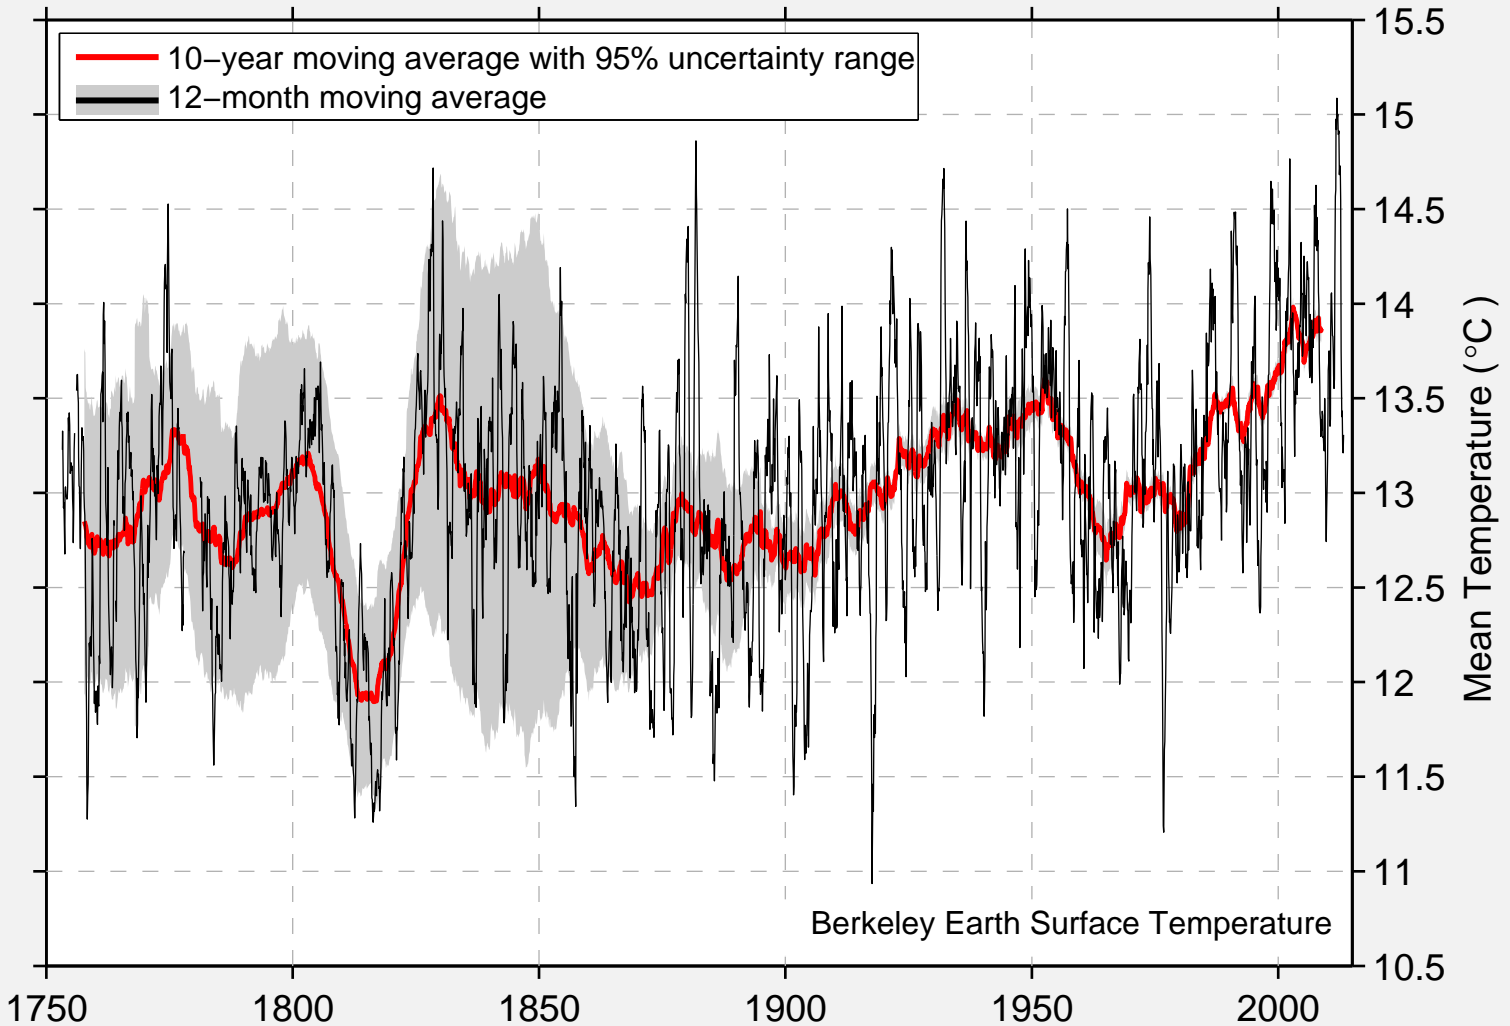 10−year moving average with 95% uncertainty range
12−month moving average
15.5
15
14.5
14
13.5
13
12.5
12
11.5
11
10.5
Mean Temperature ( °C )
Berkeley Earth Surface Temperature
1750 1800 1850 1900 1950 2000